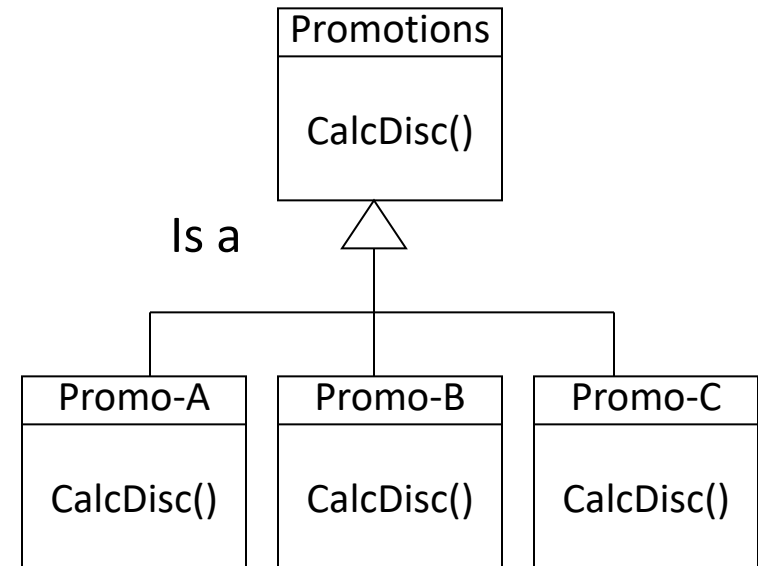 Promotions
CalcDisc()
Is a
Promo-A
Promo-B
Promo-C
CalcDisc()
CalcDisc()
CalcDisc()